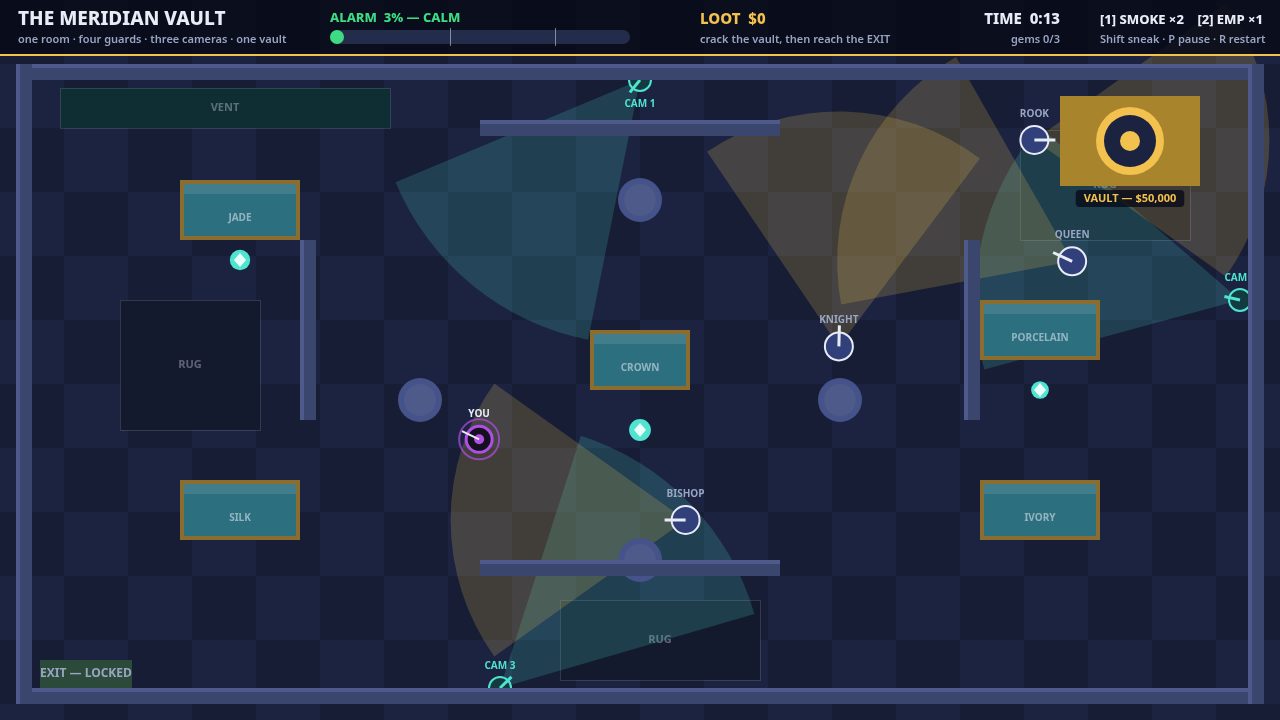 THE MERIDIAN VAULT
one room · four guards · three cameras · one vault
ALARM 3% — CALM
LOOT $0
crack the vault, then reach the EXIT
TIME 0:13
gems 0/3
[1] SMOKE ×2 [2] EMP ×1
Shift sneak · P pause · R restart
VENT
CAM 1
ROOK
VAULT — $50,000
JADE
QUEEN
CAM
KNIGHT
PORCELAIN
RUG
CROWN
YOU
BISHOP
SILK
IVORY
RUG
CAM 3
EXIT — LOCKED